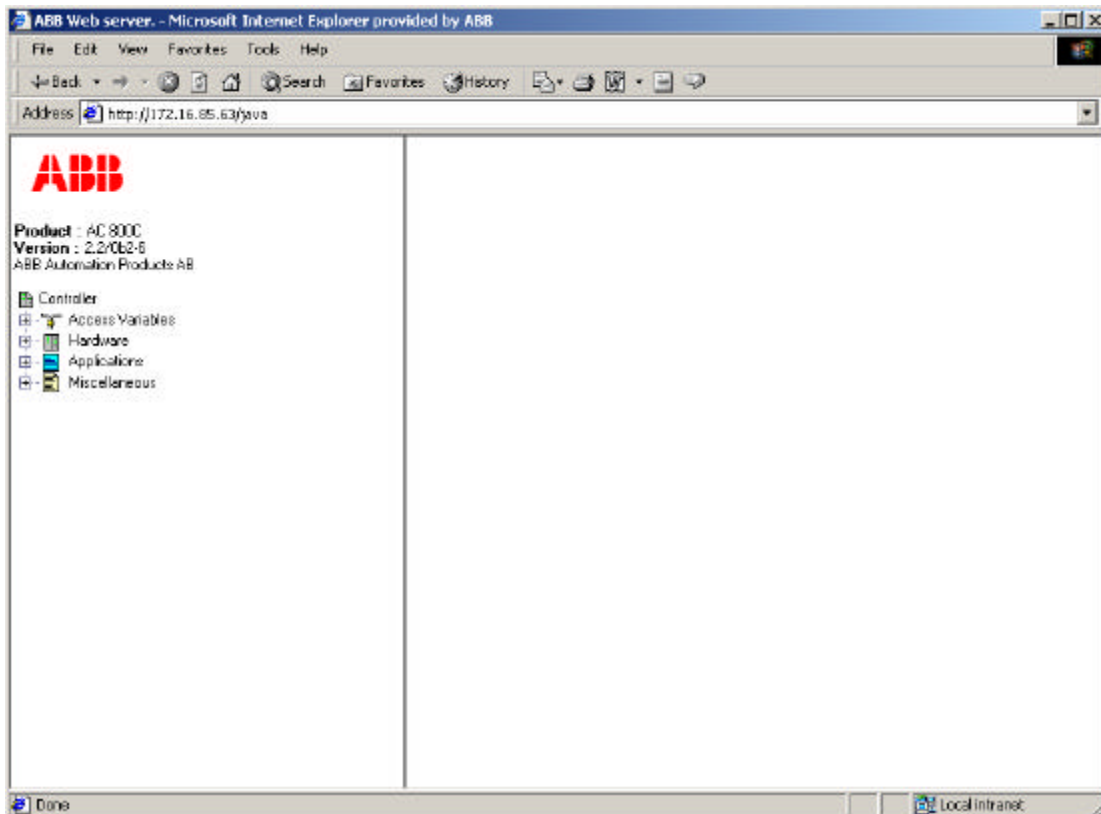 ABB Web server. - Microsoft Internet Explorer provided by ABB
File Edit View Favorites Tools Help
Back Search Favorites History
Address http://172.16.85.63/java
ABB
Product : AC 800C
Version : 2.2/0b2-6
ABB Automation Products AB
Controller
Access Variables
Hardware
Applications
Miscellaneous
Done Local intranet